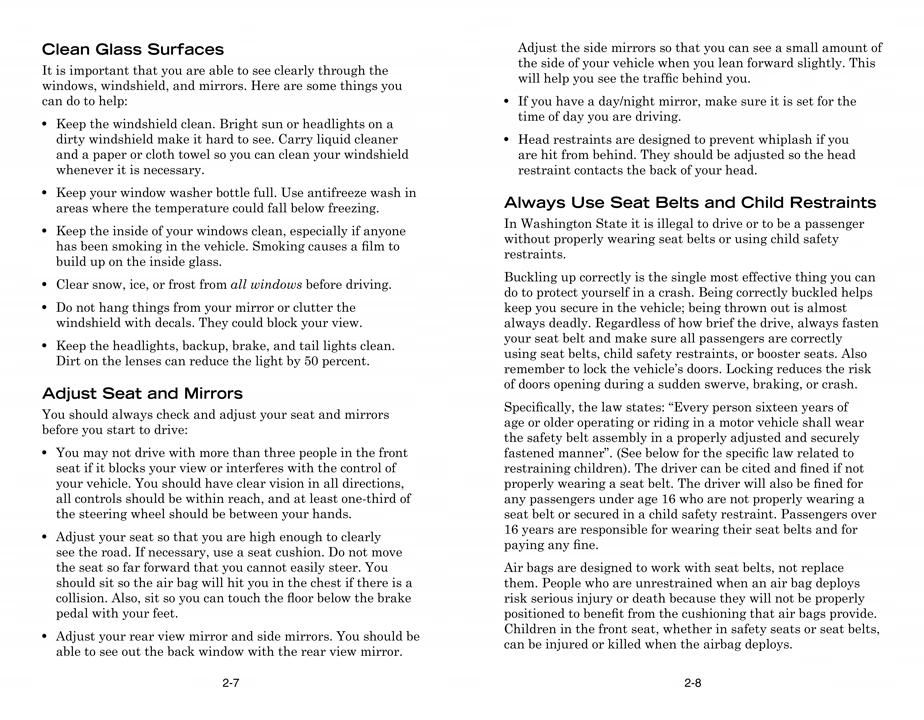 Clean Glass Surfaces
It is important that you are able to see clearly through the
windows, windshield, and mirrors. Here are some things you
can do to help:
• Keep the windshield clean. Bright sun or headlights on a
dirty windshield make it hard to see. Carry liquid cleaner
and a paper or cloth towel so you can clean your windshield
whenever it is necessary.
• Keep your window washer bottle full. Use antifreeze wash in
areas where the temperature could fall below freezing.
• Keep the inside of your windows clean, especially if anyone
has been smoking in the vehicle. Smoking causes a film to
build up on the inside glass.
• Clear snow, ice, or frost from all windows before driving.
• Do not hang things from your mirror or clutter the
windshield with decals. They could block your view.
• Keep the headlights, backup, brake, and tail lights clean.
Dirt on the lenses can reduce the light by 50 percent.
Adjust Seat and Mirrors
You should always check and adjust your seat and mirrors
before you start to drive:
• You may not drive with more than three people in the front
seat if it blocks your view or interferes with the control of
your vehicle. You should have clear vision in all directions,
all controls should be within reach, and at least one-third of
the steering wheel should be between your hands.
• Adjust your seat so that you are high enough to clearly
see the road. If necessary, use a seat cushion. Do not move
the seat so far forward that you cannot easily steer. You
should sit so the air bag will hit you in the chest if there is a
collision. Also, sit so you can touch the floor below the brake
pedal with your feet.
• Adjust your rear view mirror and side mirrors. You should be
able to see out the back window with the rear view mirror.
2-7
Adjust the side mirrors so that you can see a small amount of
the side of your vehicle when you lean forward slightly. This
will help you see the traffic behind you.
• If you have a day/night mirror, make sure it is set for the
time of day you are driving.
• Head restraints are designed to prevent whiplash if you
are hit from behind. They should be adjusted so the head
restraint contacts the back of your head.
Always Use Seat Belts and Child Restraints
In Washington State it is illegal to drive or to be a passenger
without properly wearing seat belts or using child safety
restraints.
Buckling up correctly is the single most effective thing you can
do to protect yourself in a crash. Being correctly buckled helps
keep you secure in the vehicle; being thrown out is almost
always deadly. Regardless of how brief the drive, always fasten
your seat belt and make sure all passengers are correctly
using seat belts, child safety restraints, or booster seats. Also
remember to lock the vehicle's doors. Locking reduces the risk
of doors opening during a sudden swerve, braking, or crash.
Specifically, the law states: "Every person sixteen years of
age or older operating or riding in a motor vehicle shall wear
the safety belt assembly in a properly adjusted and securely
fastened manner". (See below for the specific law related to
restraining children). The driver can be cited and fined if not
properly wearing a seat belt. The driver will also be fined for
any passengers under age 16 who are not properly wearing a
seat belt or secured in a child safety restraint. Passengers over
16 years are responsible for wearing their seat belts and for
paying any fine.
Air bags are designed to work with seat belts, not replace
them. People who are unrestrained when an air bag deploys
risk serious injury or death because they will not be properly
positioned to benefit from the cushioning that air bags provide.
Children in the front seat, whether in safety seats or seat belts,
can be injured or killed when the airbag deploys.
2-8